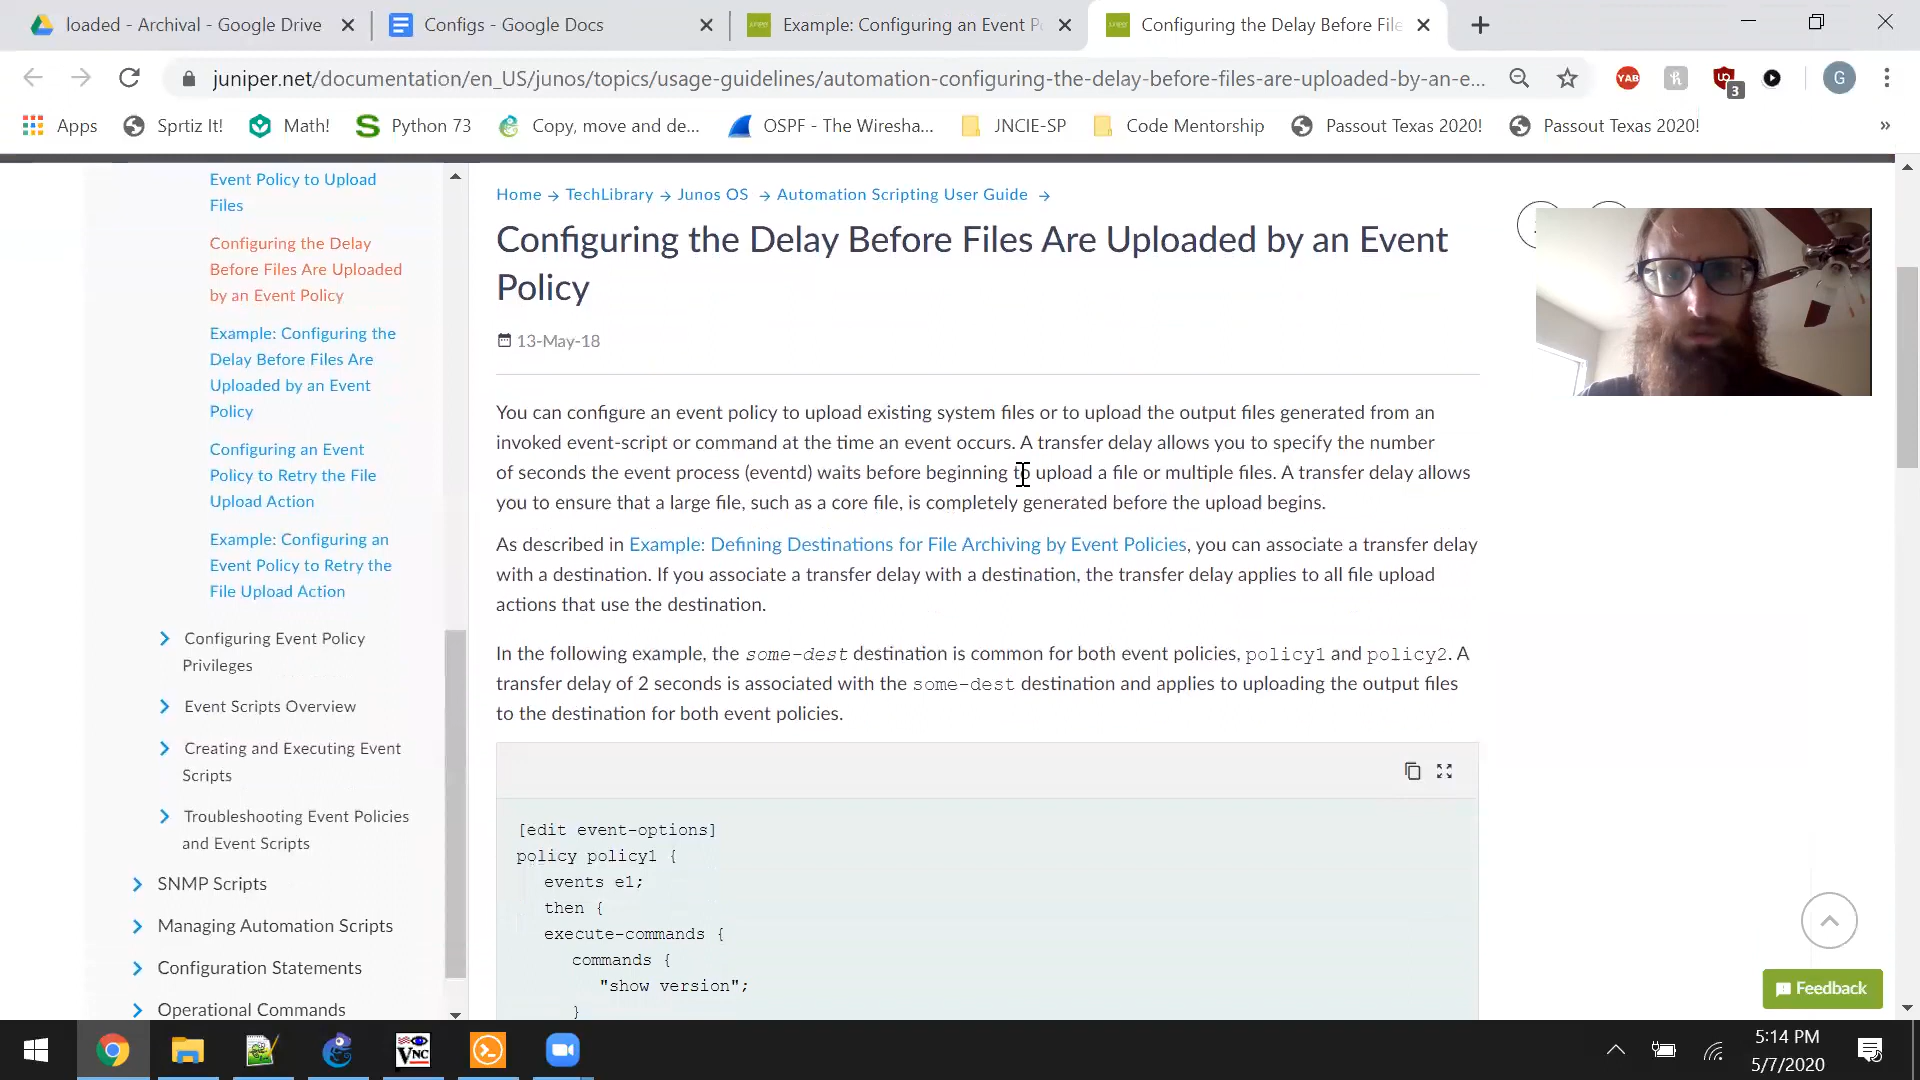 loaded - Archival - Google Drive
Configs - Google Docs
Example: Configuring an Event P
Configuring the Delay Before File
juniper.net/documentation/en_US/junos/topics/usage-guidelines/automation-configuring-the-delay-before-files-are-uploaded-by-an-e...
YAB
3
G
Apps
Sprtiz It!
Math!
Python 73
Copy, move and de...
OSPF - The Wiresha...
JNCIE-SP
Code Mentorship
Passout Texas 2020!
Passout Texas 2020!
»
Event Policy to Upload
Files
Configuring the Delay
Before Files Are Uploaded
by an Event Policy
Example: Configuring the
Delay Before Files Are
Uploaded by an Event
Policy
Configuring an Event
Policy to Retry the File
Upload Action
Example: Configuring an
Event Policy to Retry the
File Upload Action
Configuring Event Policy
Privileges
Event Scripts Overview
Creating and Executing Event
Scripts
Troubleshooting Event Policies
and Event Scripts
SNMP Scripts
Managing Automation Scripts
Configuration Statements
Operational Commands
Home → TechLibrary → Junos OS → Automation Scripting User Guide →
Configuring the Delay Before Files Are Uploaded by an Event
Policy
13-May-18
You can configure an event policy to upload existing system files or to upload the output files generated from an
invoked event-script or command at the time an event occurs. A transfer delay allows you to specify the number
of seconds the event process (eventd) waits before beginning to upload a file or multiple files. A transfer delay allows
you to ensure that a large file, such as a core file, is completely generated before the upload begins.
As described in Example: Defining Destinations for File Archiving by Event Policies, you can associate a transfer delay
with a destination. If you associate a transfer delay with a destination, the transfer delay applies to all file upload
actions that use the destination.
In the following example, the some-dest destination is common for both event policies, policy1 and policy2. A
transfer delay of 2 seconds is associated with the some-dest destination and applies to uploading the output files
to the destination for both event policies.
[edit event-options]
policy policy1 {
events e1;
then {
execute-commands {
commands {
"show version";
}
Feedback
VNC
5:14 PM
5/7/2020